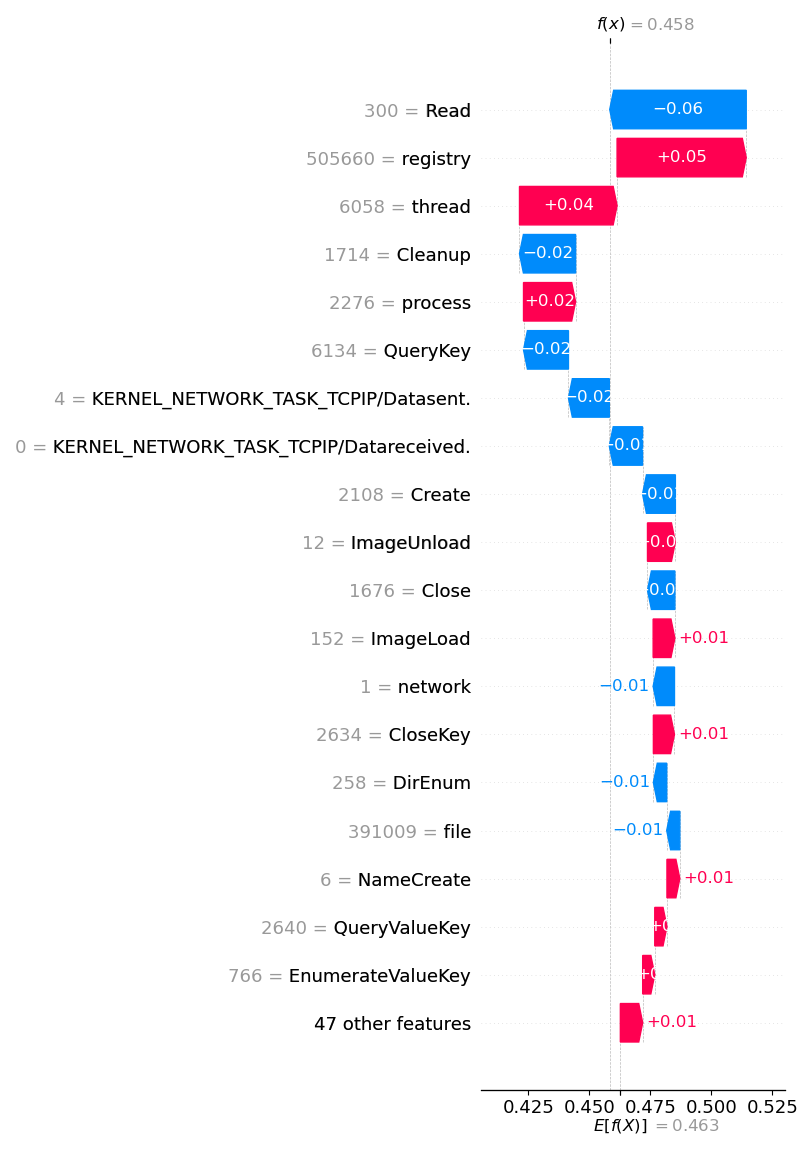 f(x) = 0.458
300 = Read −0.06
505660 = registry +0.05
6058 = thread +0.04
1714 = Cleanup −0.02
2276 = process +0.02
6134 = QueryKey −0.02
4 = KERNEL_NETWORK_TASK_TCPIP/Datasent. −0.02
0 = KERNEL_NETWORK_TASK_TCPIP/Datareceived.
2108 = Create
12 = ImageUnload
1676 = Close
152 = ImageLoad +0.01
1 = network −0.01
2634 = CloseKey +0.01
258 = DirEnum −0.01
391009 = file −0.01
6 = NameCreate +0.01
2640 = QueryValueKey
766 = EnumerateValueKey
47 other features +0.01
0.425 0.450 0.475 0.500 0.525
E[f(X)] = 0.463